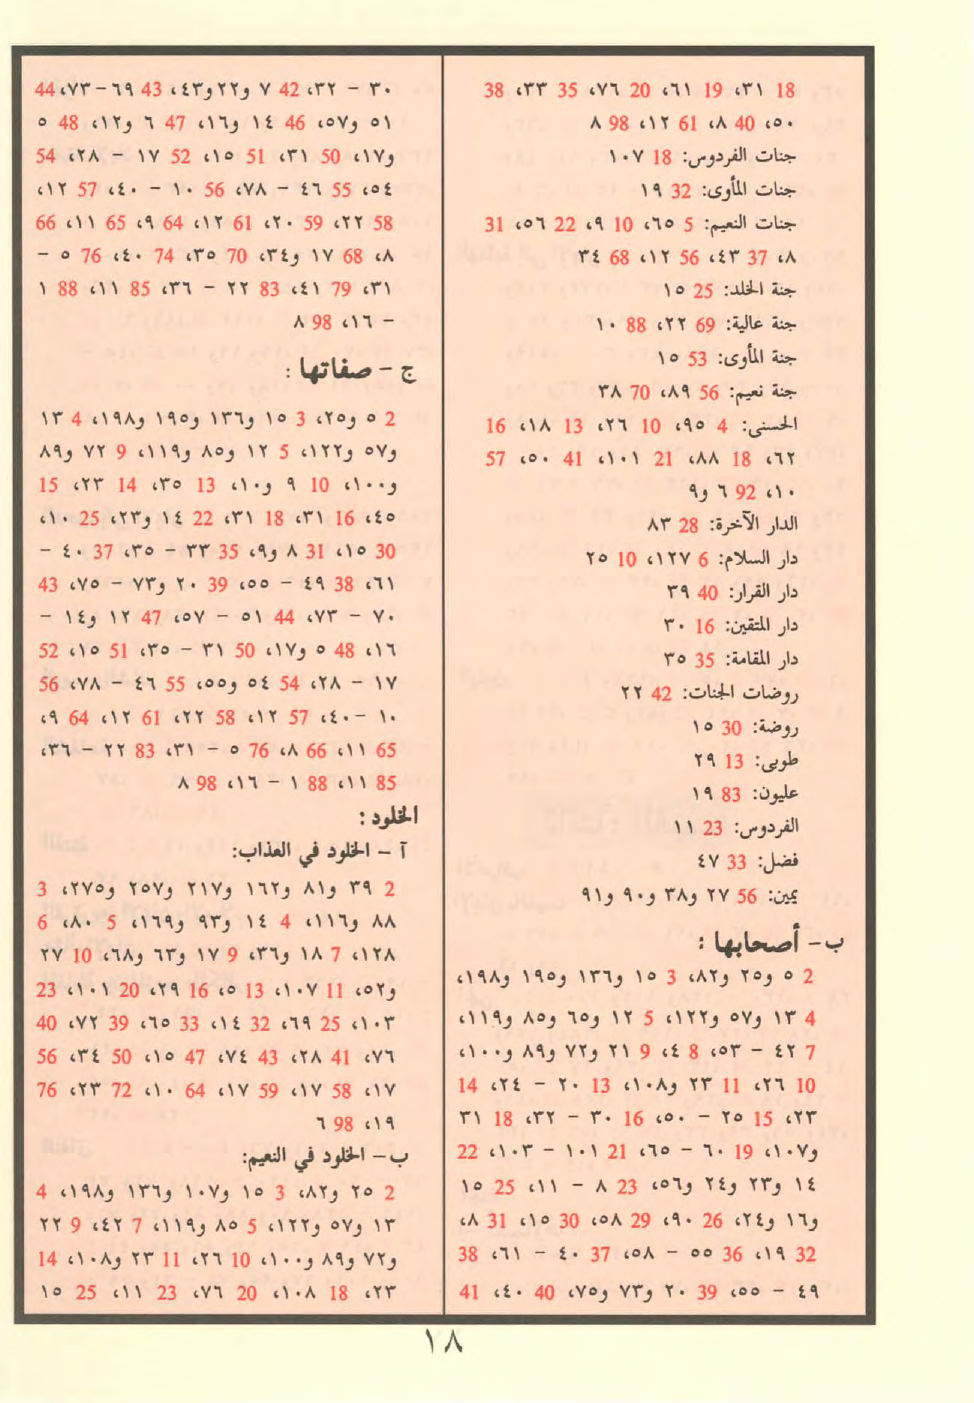 18 ٣١، 19 ٦١، 20 ٧٦، 35 ٣٣، 38
٥٠، 40 ٨، 61 ١٢، 98 ٨
جنات الفردوس: 18 ١٠٧
جنات المأوى: 32 ١٩
جنات النعيم: 5 ٦٥، 10 ٩، 22 ٥٦، 31
٨، 37 ٤٣، 56 ١٢، 68 ٣٤
جنة الخلد: 25 ١٥
جنة عالية: 69 ٢٢، 88 ١٠
جنة المأوى: 53 ١٥
جنة نعيم: 56 ٨٩، 70 ٣٨
الحسنى: 4 ٩٥، 10 ٢٦، 13 ١٨، 16
٦٢، 18 ٨٨، 21 ١٠١، 41 ٥٠، 57
١٠، 92 ٦ و٩
الدار الآخرة: 28 ٨٣
دار السلام: 6 ١٢٧، 10 ٢٥
دار القرار: 40 ٣٩
دار المتقين: 16 ٣٠
دار المقامة: 35 ٣٥
روضات الجنات: 42 ٢٢
روضة: 30 ١٥
طوبى: 13 ٢٩
عليون: 83 ١٩
الفردوس: 23 ١١
فضل: 33 ٤٧
يمين: 56 ٢٧ و٣٨ و٩٠ و٩١
ب- أصحابها :
2 ٥ و٢٥ و٨٢، 3 ١٥ و١٣٦ و١٩٥ و١٩٨،
4 ١٣ و٥٧ و١٢٢، 5 ١٢ و٦٥ و٨٥ و١١٩،
7 ٤٢ - ٥٣، 8 ٤، 9 ٢١ و٧٢ و٨٩ و١٠٠،
10 ٢٦، 11 ٢٣ و١٠٨، 13 ٢٠ - ٢٤، 14
٢٣، 15 ٢٥ - ٥٠، 16 ٣٠ - ٣٢، 18 ٣١
و١٠٧، 19 ٦٠ - ٦٥، 21 ١٠١ - ١٠٣، 22
١٤ و٢٣ و٢٤ و٥٦، 23 ٨ - ١١، 25 ١٥
و١٦ و٢٤، 26 ٩٠، 29 ٥٨، 30 ١٥، 31 ٨،
32 ١٩، 36 ٥٥ - ٥٨، 37 ٤٠ - ٦١، 38
٤٩ - ٥٥، 39 ٢٠ و٧٣ و٧٥، 40 ٤٠، 41
٣٠ - ٣٢، 42 ٧ و٢٢ و٤٣، 43 ٦٩-٧٣، 44
٥١ و٥٧، 46 ١٤ و١٦، 47 ٦ و١٢، 48 ٥
و١٧، 50 ٣١، 51 ١٥، 52 ١٧ - ٢٨، 54
٥٤، 55 ٤٦ - ٧٨، 56 ١٠ - ٤٠، 57 ١٢،
58 ٢٢، 59 ٢٠، 61 ١٢، 64 ٩، 65 ١١، 66
٨، 68 ١٧ و٣٤، 70 ٣٥، 74 ٤٠، 76 ٥ -
٣١، 79 ٤١، 83 ٢٢ - ٣٦، 85 ١١، 88 ١
- ١٦، 98 ٨
ج - صفاتها :
2 ٥ و٢٥، 3 ١٥ و١٣٦ و١٩٥ و١٩٨، 4 ١٣
و٥٧ و١٢٢، 5 ١٢ و٨٥ و١١٩، 9 ٧٢ و٨٩
و١٠٠، 10 ٩ و١٠، 13 ٣٥، 14 ٢٣، 15
٤٥، 16 ٣١، 18 ٣١، 22 ١٤ و٢٣، 25 ١٠،
30 ١٥، 31 ٨ و٩، 35 ٣٣ - ٣٥، 37 ٤٠ -
٦١، 38 ٤٩ - ٥٥، 39 ٢٠ و٧٣ - ٧٥، 43
٧٠ - ٧٣، 44 ٥١ - ٥٧، 47 ١٢ و١٤ -
١٦، 48 ٥ و١٧، 50 ٣١ - ٣٥، 51 ١٥، 52
١٧ - ٢٨، 54 ٥٤ و٥٥، 55 ٤٦ - ٧٨، 56
١٠ -٤٠، 57 ١٢، 58 ٢٢، 61 ١٢، 64 ٩،
65 ١١، 66 ٨، 76 ٥ - ٣١، 83 ٢٢ - ٣٦،
85 ١١، 88 ١ - ١٦، 98 ٨
الخلود :
آ - الخلود في العذاب:
2 ٣٩ و٨١ و١٦٢ و٢١٧ و٢٥٧ و٢٧٥، 3
٨٨ و١١٦، 4 ١٤ و٩٣ و١٦٩، 5 ٨٠، 6
١٢٨، 7 ١٨ و٣٦، 9 ١٧ و٦٣ و٦٨، 10 ٢٧
و٥٢، 11 ١٠٧، 13 ٥، 16 ٢٩، 20 ١٠١، 23
١٠٣، 25 ٦٩، 32 ١٤، 33 ٦٥، 39 ٧٢، 40
٧٦، 41 ٢٨، 43 ٧٤، 47 ١٥، 50 ٣٤، 56
١٧، 58 ١٧، 59 ١٧، 64 ١٠، 72 ٢٣، 76
١٩، 98 ٦
ب- الخلود في النعيم:
2 ٢٥ و٨٢، 3 ١٥ و١٠٧ و١٣٦ و١٩٨، 4
١٣ و٥٧ و١٢٢، 5 ٨٥ و١١٩، 7 ٤٢، 9 ٢٢
و٧٢ و٨٩ و١٠٠، 10 ٢٦، 11 ٢٣ و١٠٨، 14
٢٣، 18 ١٠٨، 20 ٧٦، 23 ١١، 25 ١٥
١٨